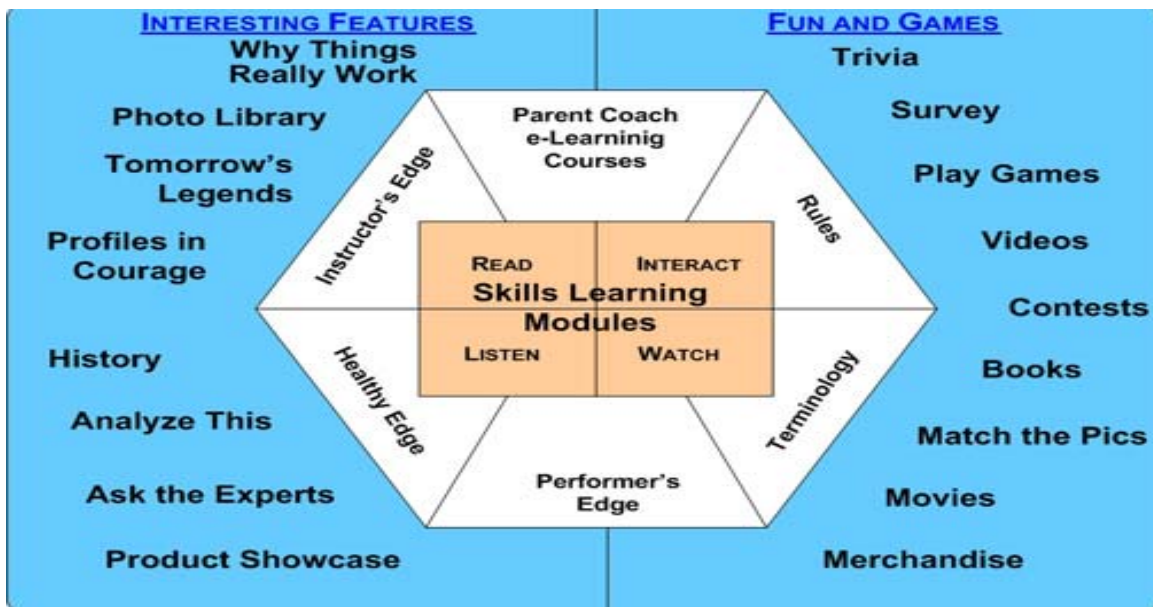 INTERESTING FEATURES
Why Things
Really Work
Photo Library
Tomorrow's
Legends
Profiles in
Courage
History
Analyze This
Ask the Experts
Product Showcase
Instructor's Edge
Parent Coach
e-Learninig
Courses
Rules
READ
INTERACT
Skills Learning
Modules
LISTEN
WATCH
Healthy Edge
Performer's
Edge
Terminology
FUN AND GAMES
Trivia
Survey
Play Games
Videos
Contests
Books
Match the Pics
Movies
Merchandise